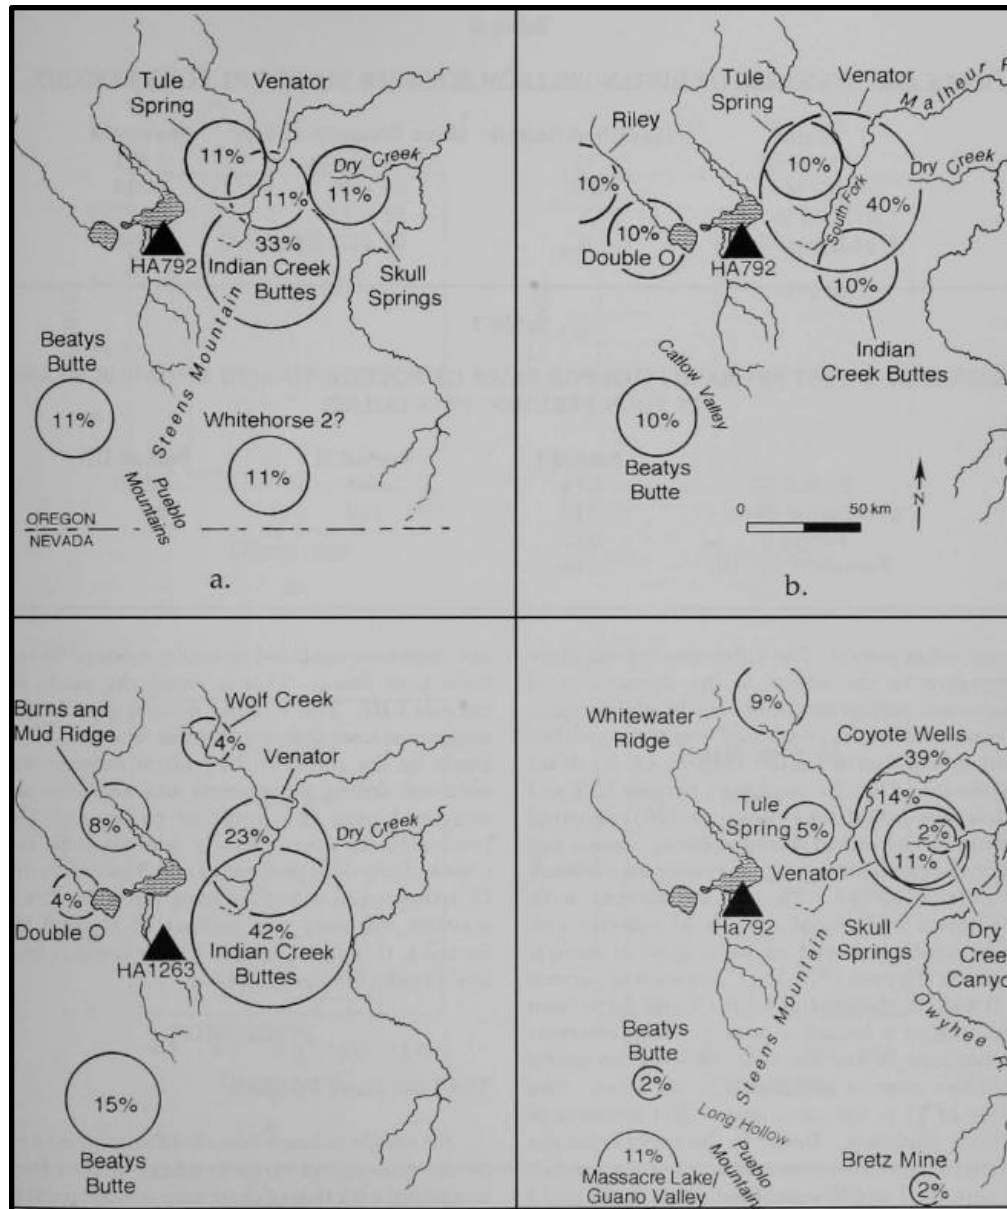 Tule
Spring
Venator
11%
11%
Dry Creek
11%
33%
Indian Creek
Buttes
Skull
Springs
HA792
Beatys
Butte
11%
Steens Mountain
Whitehorse 2?
11%
Pueblo
Mountains
OREGON
NEVADA
a.
Tule
Spring
Venator
Malheur
Riley
10%
10%
Dry Creek
South Fork
40%
10%
Double O
HA792
10%
Indian
Creek Buttes
Catlow Valley
10%
Beatys
Butte
N
0 50 km
b.
Wolf Creek
4%
Burns and
Mud Ridge
Venator
8%
23%
Dry Creek
4%
Double O
42%
Indian Creek
Buttes
HA1263
15%
Beatys
Butte
9%
Whitewater
Ridge
Coyote Wells
39%
14%
Tule
Spring 5%
2%
11%
Venator
Ha792
Skull
Springs
Dry
Creek
Canyo
Steens Mountain
Owyhee
Beatys
Butte
2%
Long Hollow
11%
Massacre Lake/
Guano Valley
Pueblo
Mountain
Bretz Mine
2%